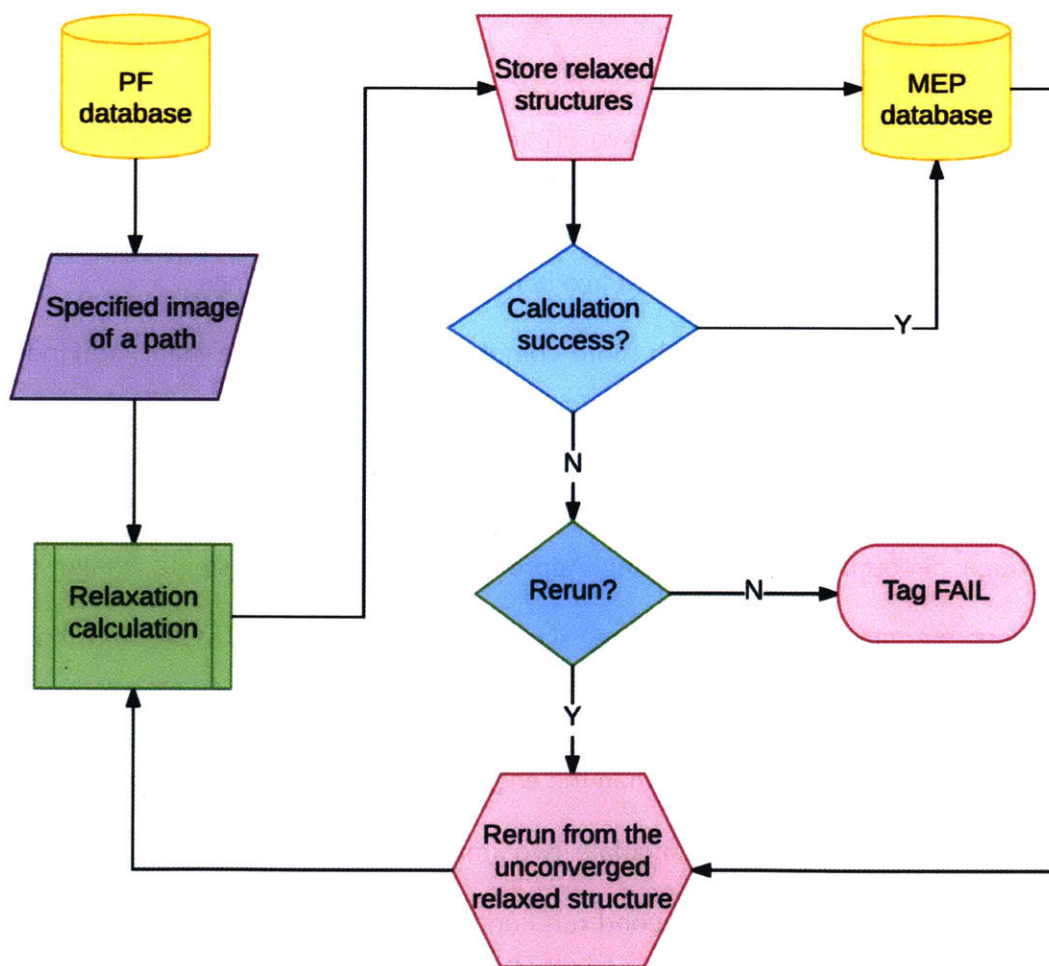 PF
database
Store relaxed
structures
MEP
database
Specified image
of a path
Calculation
success?
Y
N
Relaxation
calculation
Rerun?
N
Tag FAIL
Y
Rerun from the
unconverged
relaxed structure